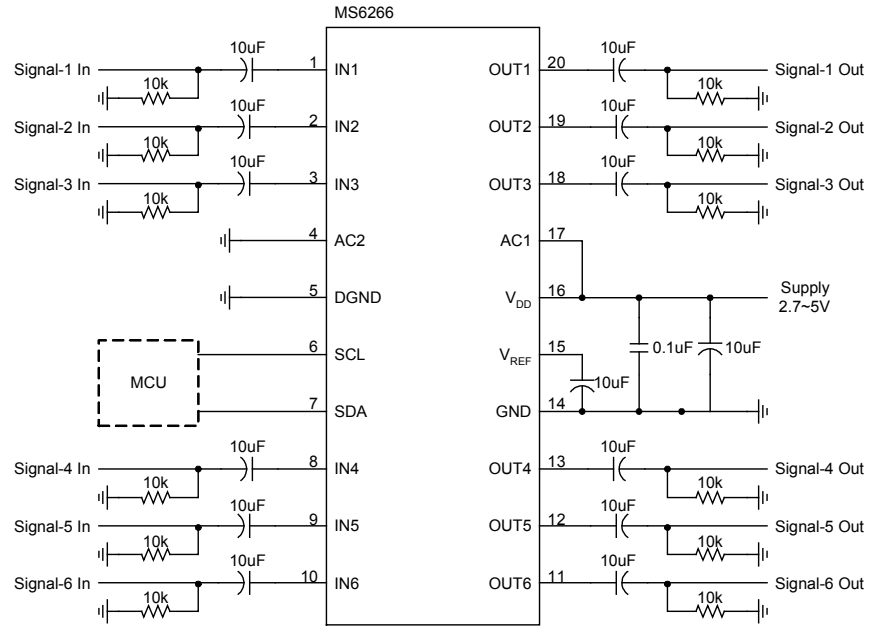 MS6266
10uF 10uF
Signal-1 In 1 IN1 OUT1 20 Signal-1 Out
10k 10uF 10uF 10k
Signal-2 In 2 IN2 OUT2 19 Signal-2 Out
10k 10uF 10uF 10k
Signal-3 In 3 IN3 OUT3 18 Signal-3 Out
10k 10k
4 AC2 AC1 17
5 DGND VDD 16 Supply
2.7~5V
6 SCL VREF 15 0.1uF 10uF
MCU 10uF
7 SDA GND 14
10uF 10uF
Signal-4 In 8 IN4 OUT4 13 Signal-4 Out
10k 10uF 10uF 10k
Signal-5 In 9 IN5 OUT5 12 Signal-5 Out
10k 10uF 10uF 10k
Signal-6 In 10 IN6 OUT6 11 Signal-6 Out
10k 10k